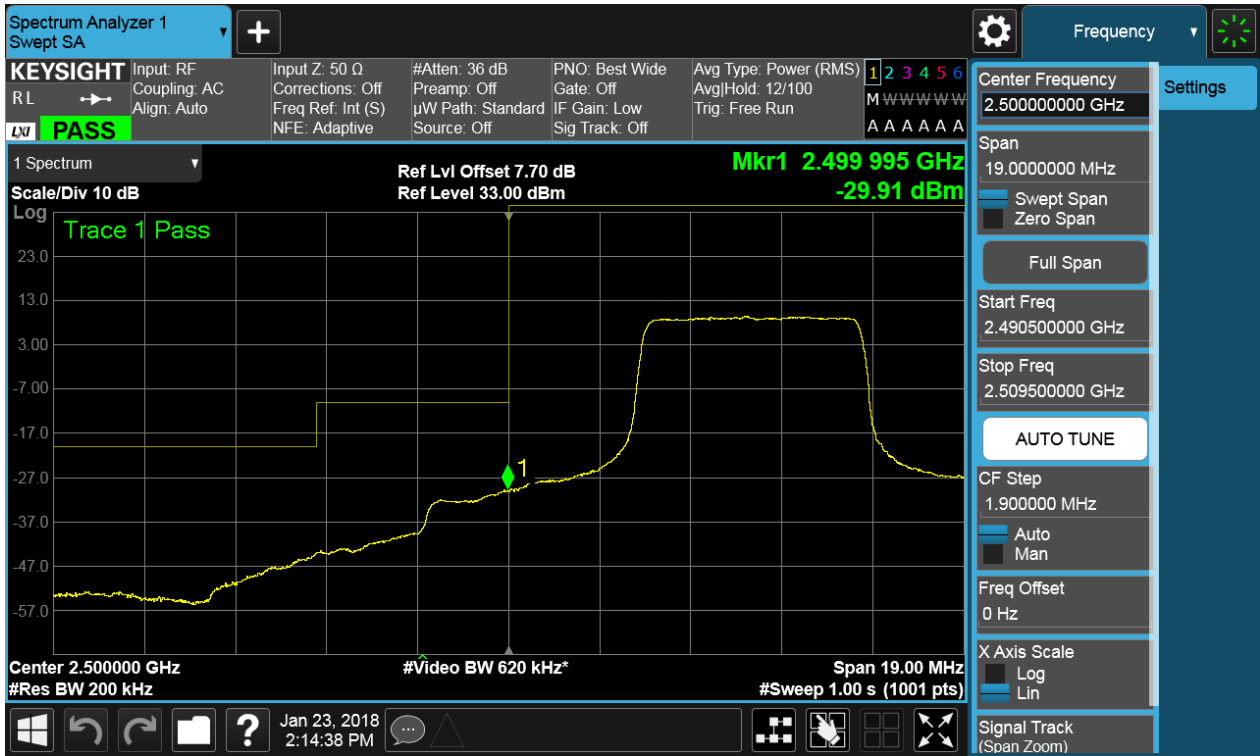 Spectrum Analyzer 1
Swept SA
+
Frequency
KEYSIGHT
R L
LXI PASS
Input: RF
Coupling: AC
Align: Auto
Input Z: 50 Ω
Corrections: Off
Freq Ref: Int (S)
NFE: Adaptive
#Atten: 36 dB
Preamp: Off
µW Path: Standard
Source: Off
PNO: Best Wide
Gate: Off
IF Gain: Low
Sig Track: Off
Avg Type: Power (RMS)
Avg|Hold: 12/100
Trig: Free Run
1 2 3 4 5 6
M W W W W W
A A A A A A
1 Spectrum
Scale/Div 10 dB
Ref Lvl Offset 7.70 dB
Ref Level 33.00 dBm
Mkr1 2.499 995 GHz
-29.91 dBm
Log
Trace 1 Pass
23.0
13.0
3.00
-7.00
-17.0
-27.0
-37.0
-47.0
-57.0
1
Center 2.500000 GHz
#Res BW 200 kHz
#Video BW 620 kHz*
Span 19.00 MHz
#Sweep 1.00 s (1001 pts)
Center Frequency
2.500000000 GHz
Span
19.0000000 MHz
Swept Span
Zero Span
Full Span
Start Freq
2.490500000 GHz
Stop Freq
2.509500000 GHz
AUTO TUNE
CF Step
1.900000 MHz
Auto
Man
Freq Offset
0 Hz
X Axis Scale
Log
Lin
Signal Track
(Span Zoom)
Settings
?
Jan 23, 2018
2:14:38 PM